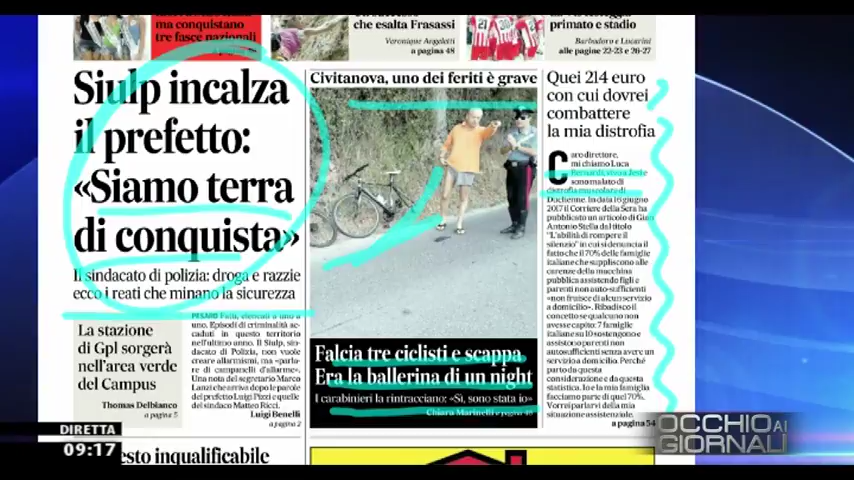 ma conquistano
tre fasce nazionali
che esalta Frasassi
Veronique Angeletti
a pagina 48
primato e stadio
Barbadoro e Lucarini
alle pagine 22-23 e 26-27
Siulp incalza
il prefetto:
«Siamo terra
di conquista»
Il sindacato di polizia: droga e razzie
ecco i reati che minano la sicurezza
La stazione
di Gpl sorgerà
nell'area verde
del Campus
Thomas Delbianco
a pagina 5
uno. Episodi di criminalità ac-
caduti in questo territorio
nell'ultimo anno. Il Siulp, sin-
dacato di Polizia, non vuole
creare allarmismi, ma «parla-
re di campanelli d'allarme».
Una nota del segretario Marco
Lanzi che arriva dopo le parole
del prefetto Luigi Pizzi e quelle
del sindaco Matteo Ricci.
Luigi Benelli
a pagina 2
Civitanova, uno dei feriti è grave
Falcia tre ciclisti e scappa
Era la ballerina di un night
I carabinieri la rintracciano: «Sì, sono stata io»
Chiara Marinelli
Quei 214 euro
con cui dovrei
combattere
la mia distrofia
Caro direttore,
mi chiamo Luca
Bernardi, vivo a Jesi e
sono malato di
distrofia muscolare di
Duchenne. In data 16 giugno
2017 il Corriere della Sera ha
pubblicato un articolo di Gian
Antonio Stella dal titolo
"L'abilità di rompere il
silenzio" in cui si denuncia il
fatto che il 70% delle famiglie
italiane che suppliscono alle
carenze della macchina
pubblica assistendo figli e
parenti non auto-sufficienti
«non fruisce di alcun servizio
a domicilio». Ribadisco il
concetto se qualcuno non
avesse capito: 7 famiglie
italiane su 10 sostengono e
assistono parenti non
autosufficienti senza avere un
servizio a domicilio. Perché
parto da questa
considerazione e da questa
statistica. Io e la mia famiglia
facciamo parte di quel 70%.
Vorrei parlarvi della mia
situazione assistenziale.
a pagina 54
DIRETTA
09:17
esto inqualificabile
OCCHIO AI
GIORNALI